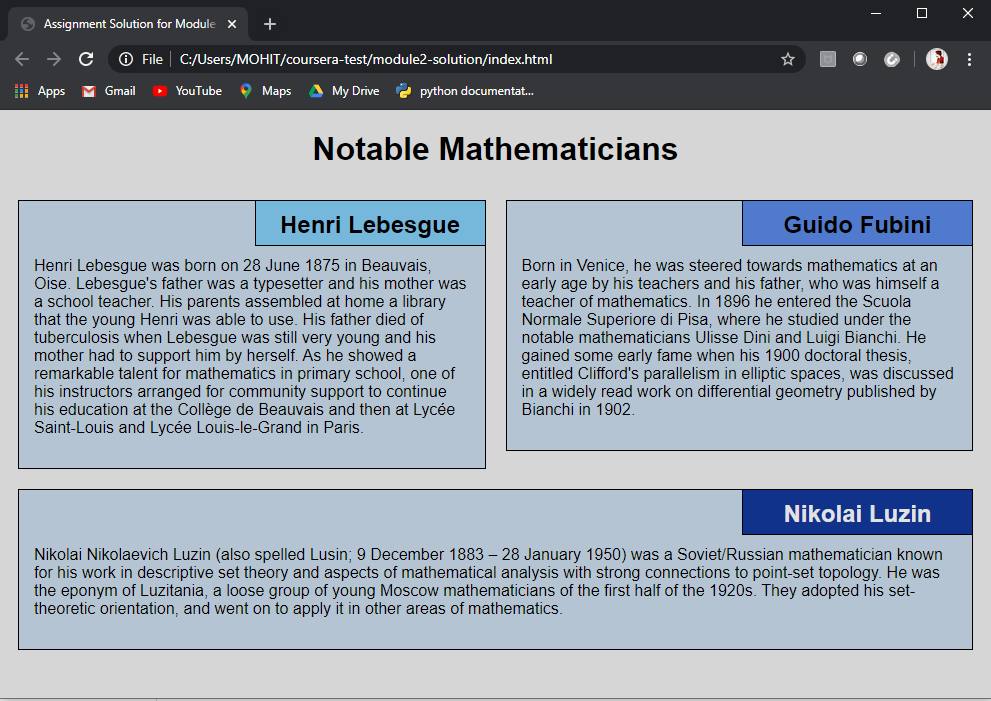 Assignment Solution for Module
File
C:/Users/MOHIT/coursera-test/module2-solution/index.html
Apps Gmail YouTube Maps My Drive python documentat...
Notable Mathematicians
Henri Lebesgue
Henri Lebesgue was born on 28 June 1875 in Beauvais,
Oise. Lebesgue's father was a typesetter and his mother was
a school teacher. His parents assembled at home a library
that the young Henri was able to use. His father died of
tuberculosis when Lebesgue was still very young and his
mother had to support him by herself. As he showed a
remarkable talent for mathematics in primary school, one of
his instructors arranged for community support to continue
his education at the Collège de Beauvais and then at Lycée
Saint-Louis and Lycée Louis-le-Grand in Paris.
Guido Fubini
Born in Venice, he was steered towards mathematics at an
early age by his teachers and his father, who was himself a
teacher of mathematics. In 1896 he entered the Scuola
Normale Superiore di Pisa, where he studied under the
notable mathematicians Ulisse Dini and Luigi Bianchi. He
gained some early fame when his 1900 doctoral thesis,
entitled Clifford's parallelism in elliptic spaces, was discussed
in a widely read work on differential geometry published by
Bianchi in 1902.
Nikolai Luzin
Nikolai Nikolaevich Luzin (also spelled Lusin; 9 December 1883 – 28 January 1950) was a Soviet/Russian mathematician known
for his work in descriptive set theory and aspects of mathematical analysis with strong connections to point-set topology. He was
the eponym of Luzitania, a loose group of young Moscow mathematicians of the first half of the 1920s. They adopted his set-
theoretic orientation, and went on to apply it in other areas of mathematics.